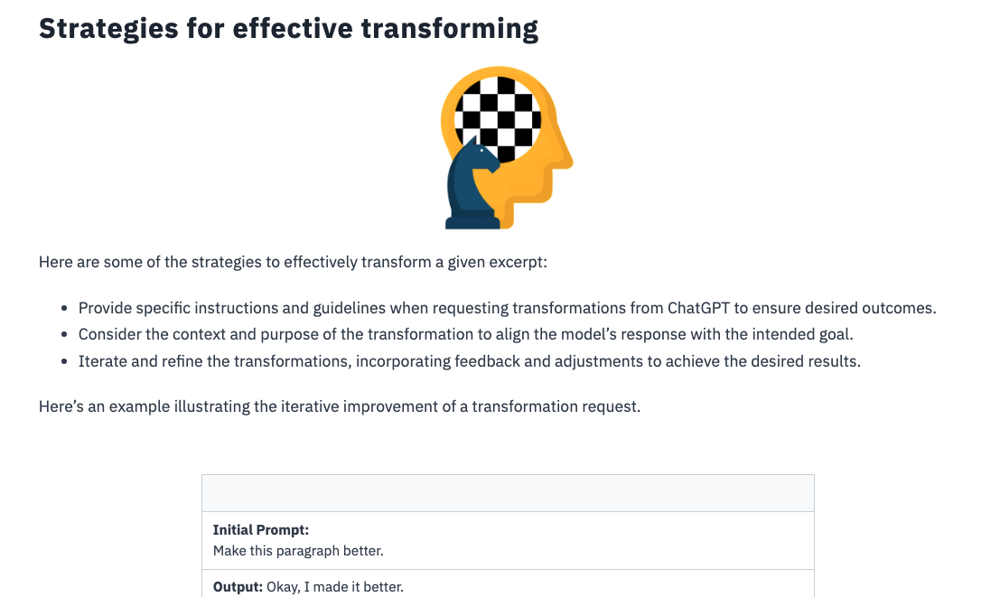 Strategies for effective transforming
Here are some of the strategies to effectively transform a given excerpt:
• Provide specific instructions and guidelines when requesting transformations from ChatGPT to ensure desired outcomes.
• Consider the context and purpose of the transformation to align the model’s response with the intended goal.
• Iterate and refine the transformations, incorporating feedback and adjustments to achieve the desired results.
Here’s an example illustrating the iterative improvement of a transformation request.
Initial Prompt:
Make this paragraph better.
Output: Okay, I made it better.